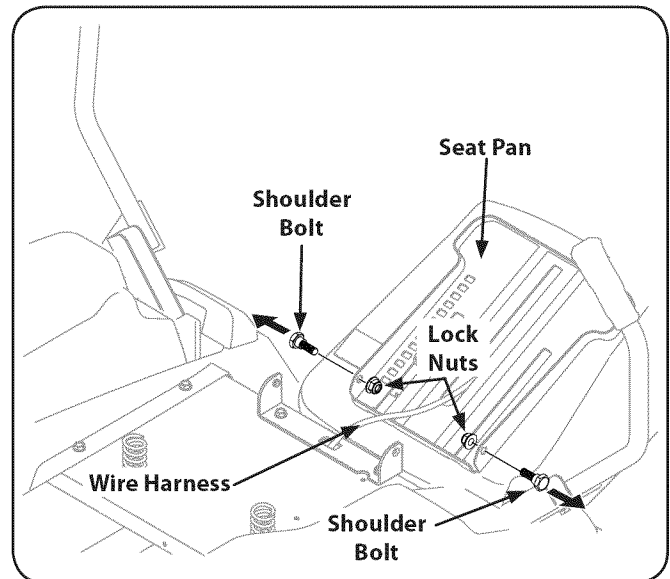 Seat Pan
Shoulder
Bolt
Lock
Nuts
Wire Harness
Shoulder
Bolt